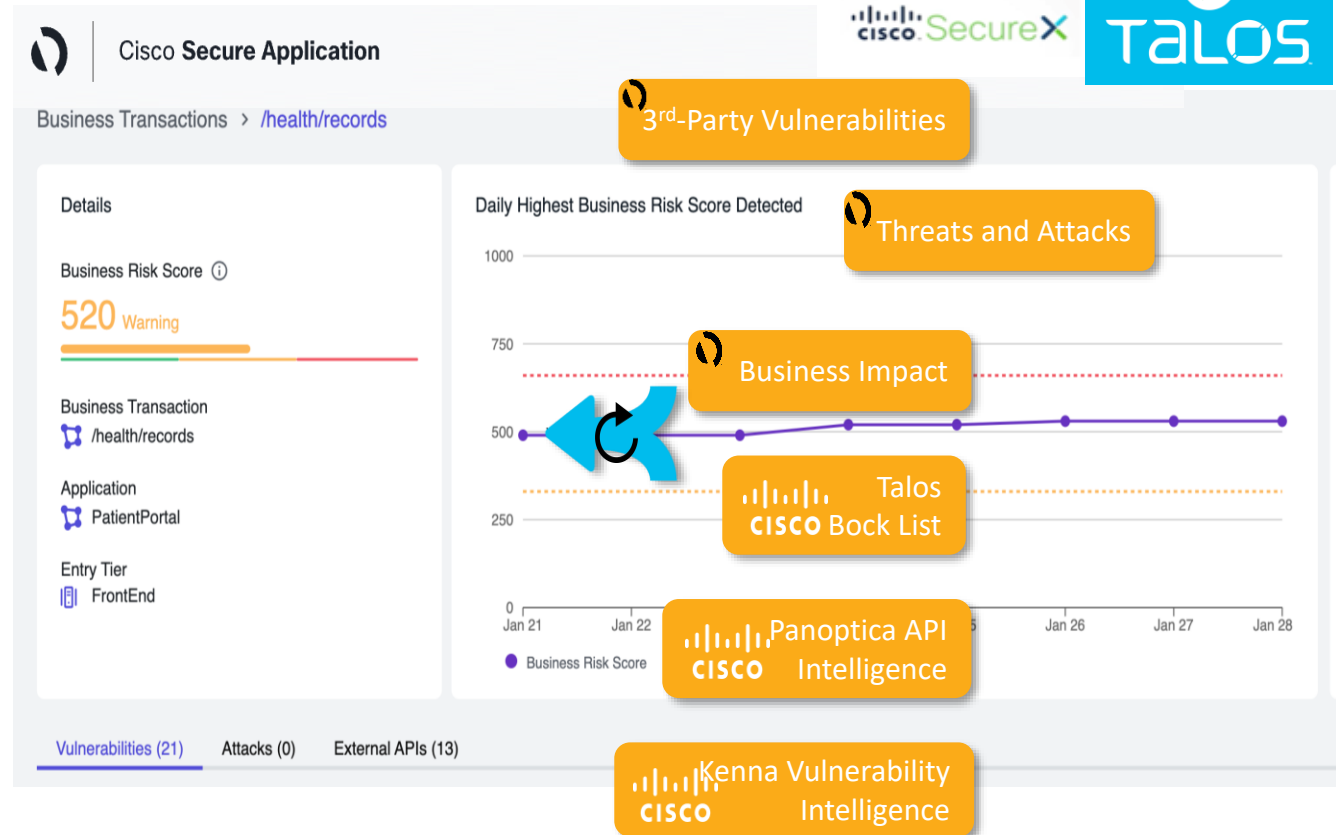 CISCO SecureX
TALOS
Cisco Secure Application
3rd-Party Vulnerabilities
Business Transactions > /health/records
Details
Daily Highest Business Risk Score Detected
Threats and Attacks
Business Risk Score
520 Warning
Business Transaction
/health/records
Application
PatientPortal
Entry Tier
FrontEnd
1000
750
500
250
0
Business Impact
Talos
CISCO Bock List
Jan 21 Jan 22 Jan 26 Jan 27 Jan 28
Business Risk Score
Panoptica API
CISCO Intelligence
Vulnerabilities (21) Attacks (0) External APIs (13)
Kenna Vulnerability
CISCO Intelligence